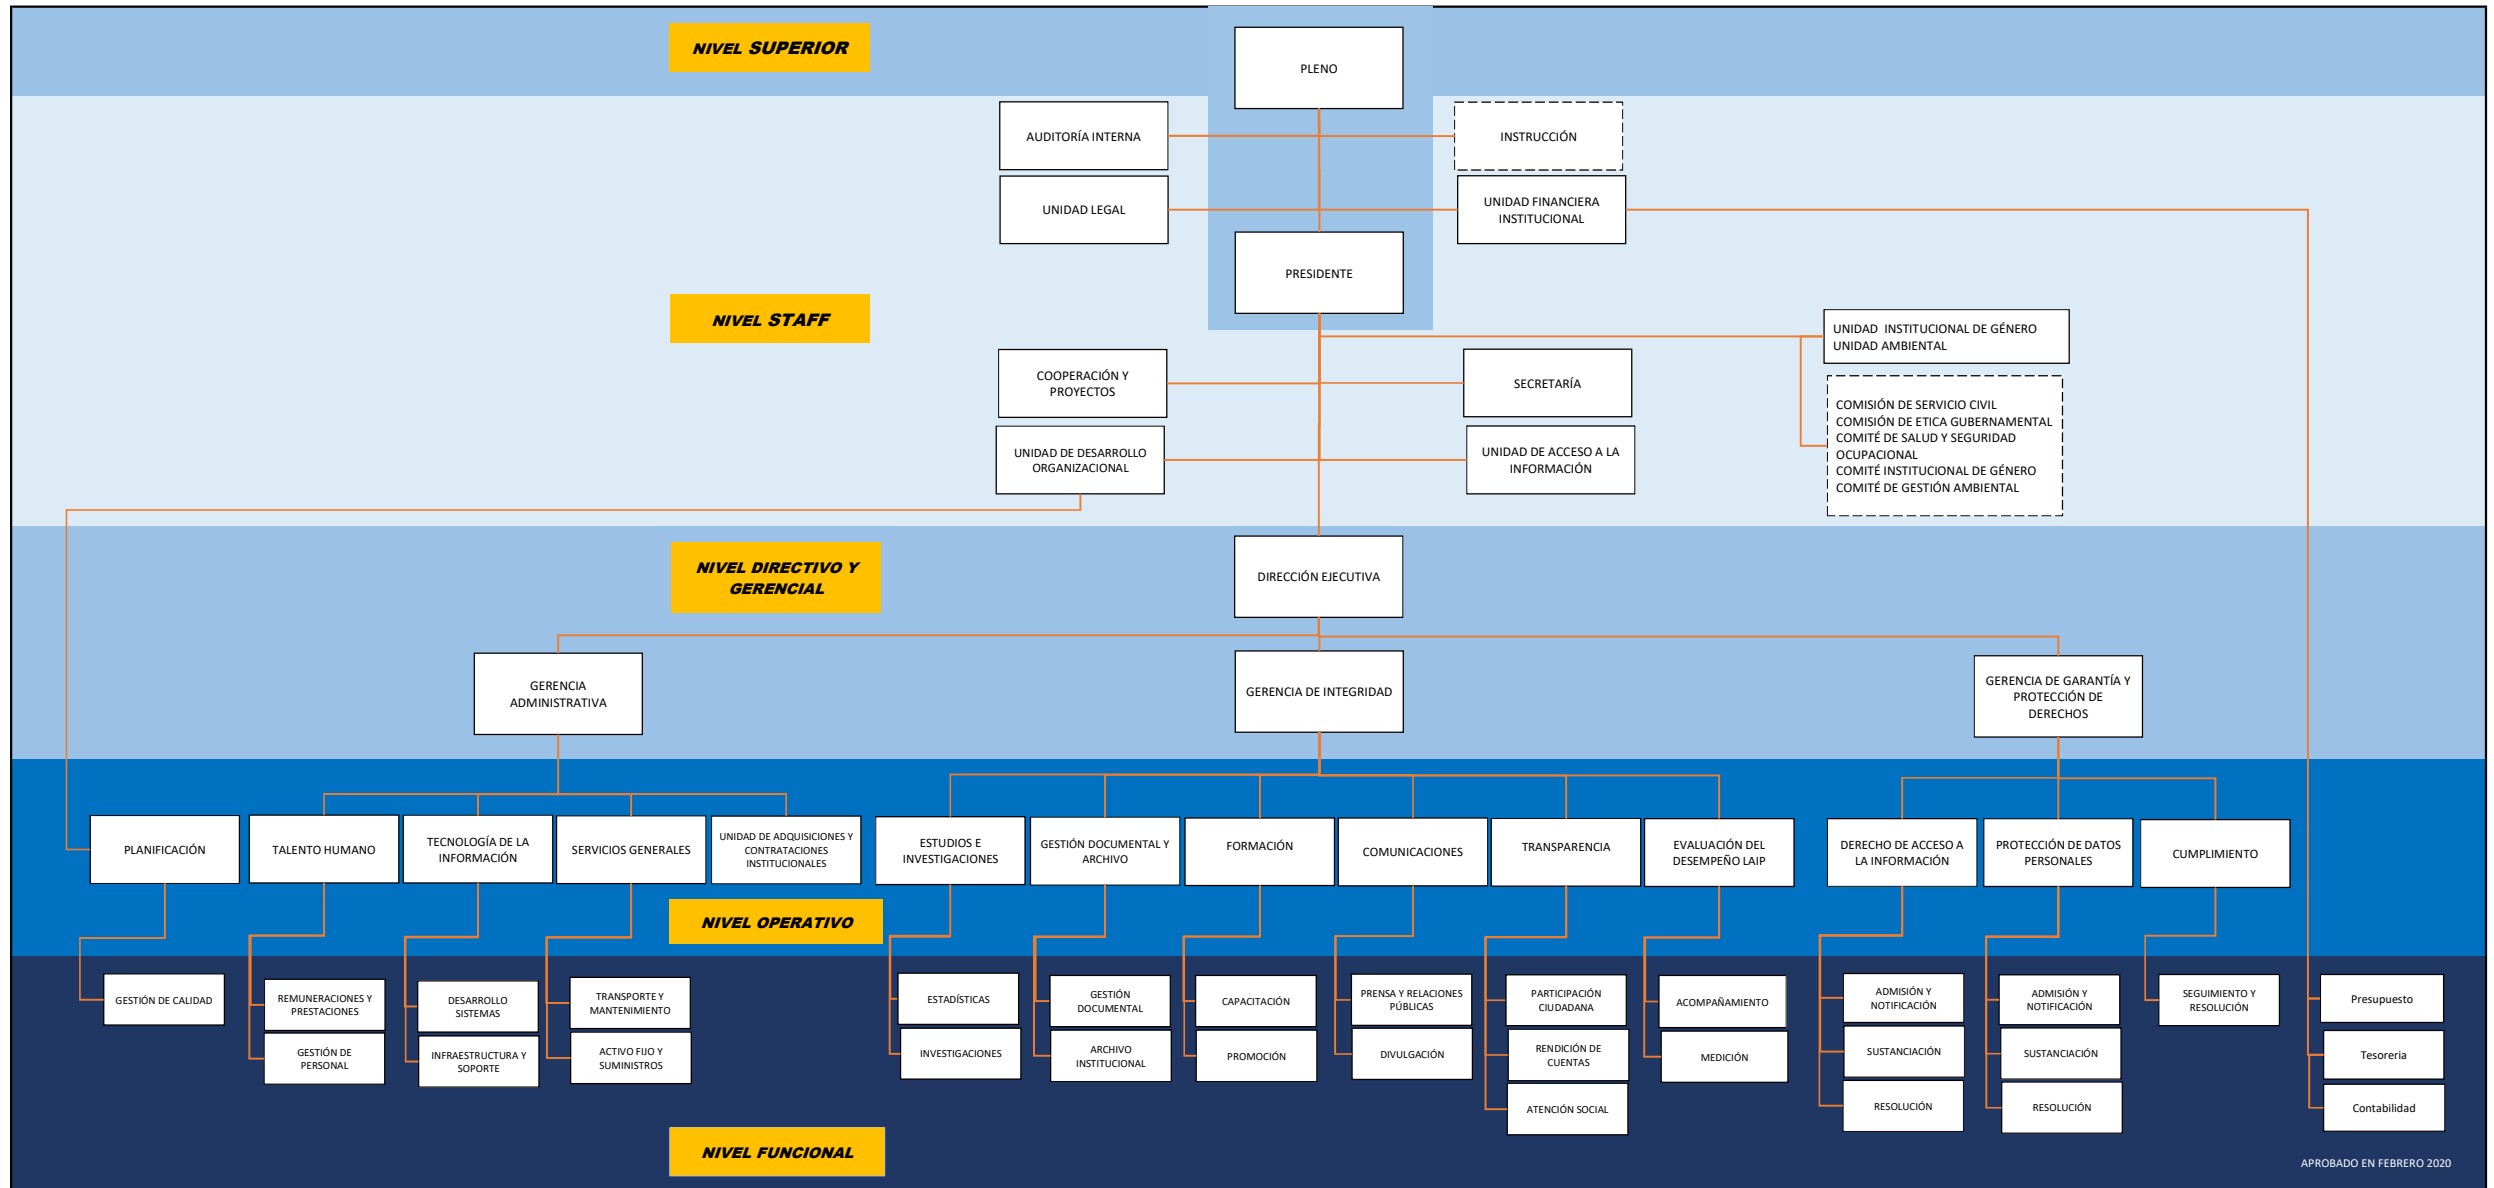 NIVEL SUPERIOR
PLENO
AUDITORÍA INTERNA
INSTRUCCIÓN
UNIDAD LEGAL
UNIDAD FINANCIERA
INSTITUCIONAL
PRESIDENTE
NIVEL STAFF
UNIDAD  INSTITUCIONAL DE GÉNERO
UNIDAD AMBIENTAL
COOPERACIÓN Y
PROYECTOS
SECRETARÍA
COMISIÓN DE SERVICIO CIVIL
COMISIÓN DE ETICA GUBERNAMENTAL
COMITÉ DE SALUD Y SEGURIDAD
OCUPACIONAL
COMITÉ INSTITUCIONAL DE GÉNERO
COMITÉ DE GESTIÓN AMBIENTAL
UNIDAD DE DESARROLLO
ORGANIZACIONAL
UNIDAD DE ACCESO A LA
INFORMACIÓN
NIVEL DIRECTIVO Y
GERENCIAL
DIRECCIÓN EJECUTIVA
GERENCIA
ADMINISTRATIVA
GERENCIA DE INTEGRIDAD
GERENCIA DE GARANTÍA Y
PROTECCIÓN DE
DERECHOS
PLANIFICACIÓN
TALENTO HUMANO
TECNOLOGÍA DE LA
INFORMACIÓN
SERVICIOS GENERALES
UNIDAD DE ADQUISICIONES Y
CONTRATACIONES
INSTITUCIONALES
ESTUDIOS E
INVESTIGACIONES
GESTIÓN DOCUMENTAL Y
ARCHIVO
FORMACIÓN
COMUNICACIONES
TRANSPARENCIA
EVALUACIÓN DEL
DESEMPEÑO LAIP
DERECHO DE ACCESO A
LA INFORMACIÓN
PROTECCIÓN DE DATOS
PERSONALES
CUMPLIMIENTO
NIVEL OPERATIVO
GESTIÓN DE CALIDAD
REMUNERACIONES Y
PRESTACIONES
GESTIÓN DE
PERSONAL
DESARROLLO
SISTEMAS
INFRAESTRUCTURA Y
SOPORTE
TRANSPORTE Y
MANTENIMIENTO
ACTIVO FIJO Y
SUMINISTROS
ESTADÍSTICAS
INVESTIGACIONES
GESTIÓN
DOCUMENTAL
ARCHIVO
INSTITUCIONAL
CAPACITACIÓN
PROMOCIÓN
PRENSA Y RELACIONES
PÚBLICAS
DIVULGACIÓN
PARTICIPACIÓN
CIUDADANA
RENDICIÓN DE
CUENTAS
ATENCIÓN SOCIAL
ACOMPAÑAMIENTO
MEDICIÓN
ADMISIÓN Y
NOTIFICACIÓN
SUSTANCIACIÓN
RESOLUCIÓN
ADMISIÓN Y
NOTIFICACIÓN
SUSTANCIACIÓN
RESOLUCIÓN
SEGUIMIENTO Y
RESOLUCIÓN
Presupuesto
Tesoreria
Contabilidad
NIVEL FUNCIONAL
APROBADO EN FEBRERO 2020